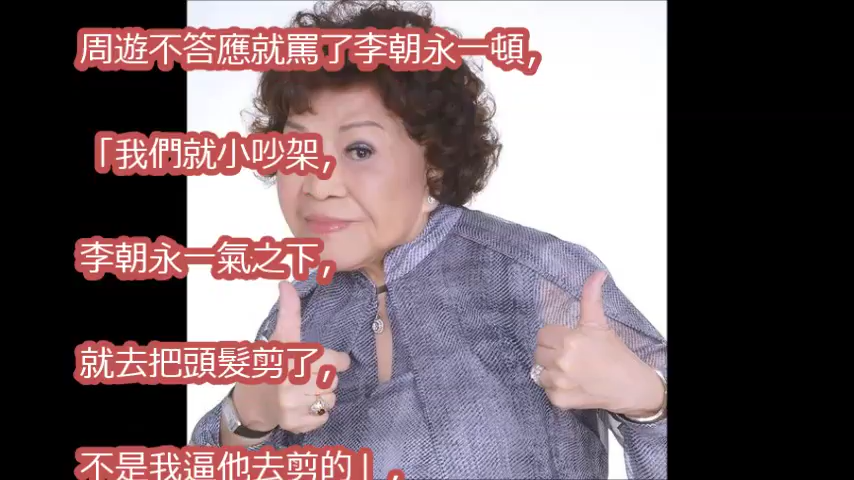 周遊不答應就罵了李朝永一頓,
「我們就小吵架,
李朝永一氣之下,
就去把頭髮剪了,
不是我逼他去剪的」,